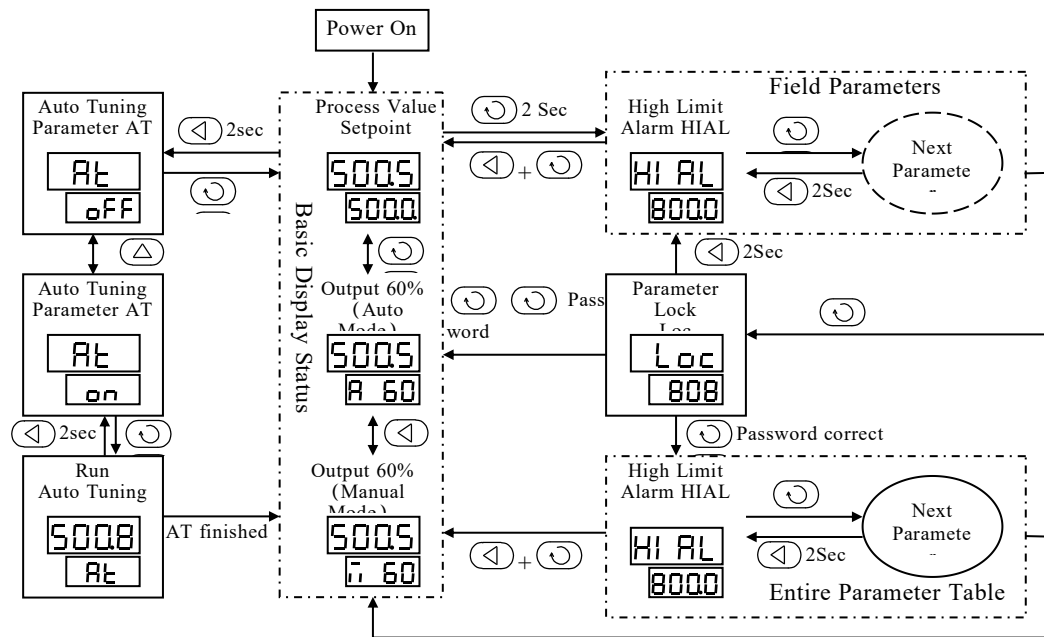 Power On
Auto Tuning
Parameter AT
At
oFF
2sec
Auto Tuning
Parameter AT
At
on
2sec
Run
Auto Tuning
500.8
At
AT finished
Basic Display Status
Process Value
Setpoint
500.5
500.0
Output 60%
(Auto
Mode)
500.5
A 60
Output 60%
(Manual
Mode)
500.5
60
2 Sec
+
Pass
word
+
Field Parameters
High Limit
Alarm HIAL
HI AL
800.0
2Sec
Next
Paramete
2Sec
Parameter
Lock
Loc
Loc
808
Password correct
High Limit
Alarm HIAL
HI AL
800.0
2Sec
Next
Paramete
Entire Parameter Table